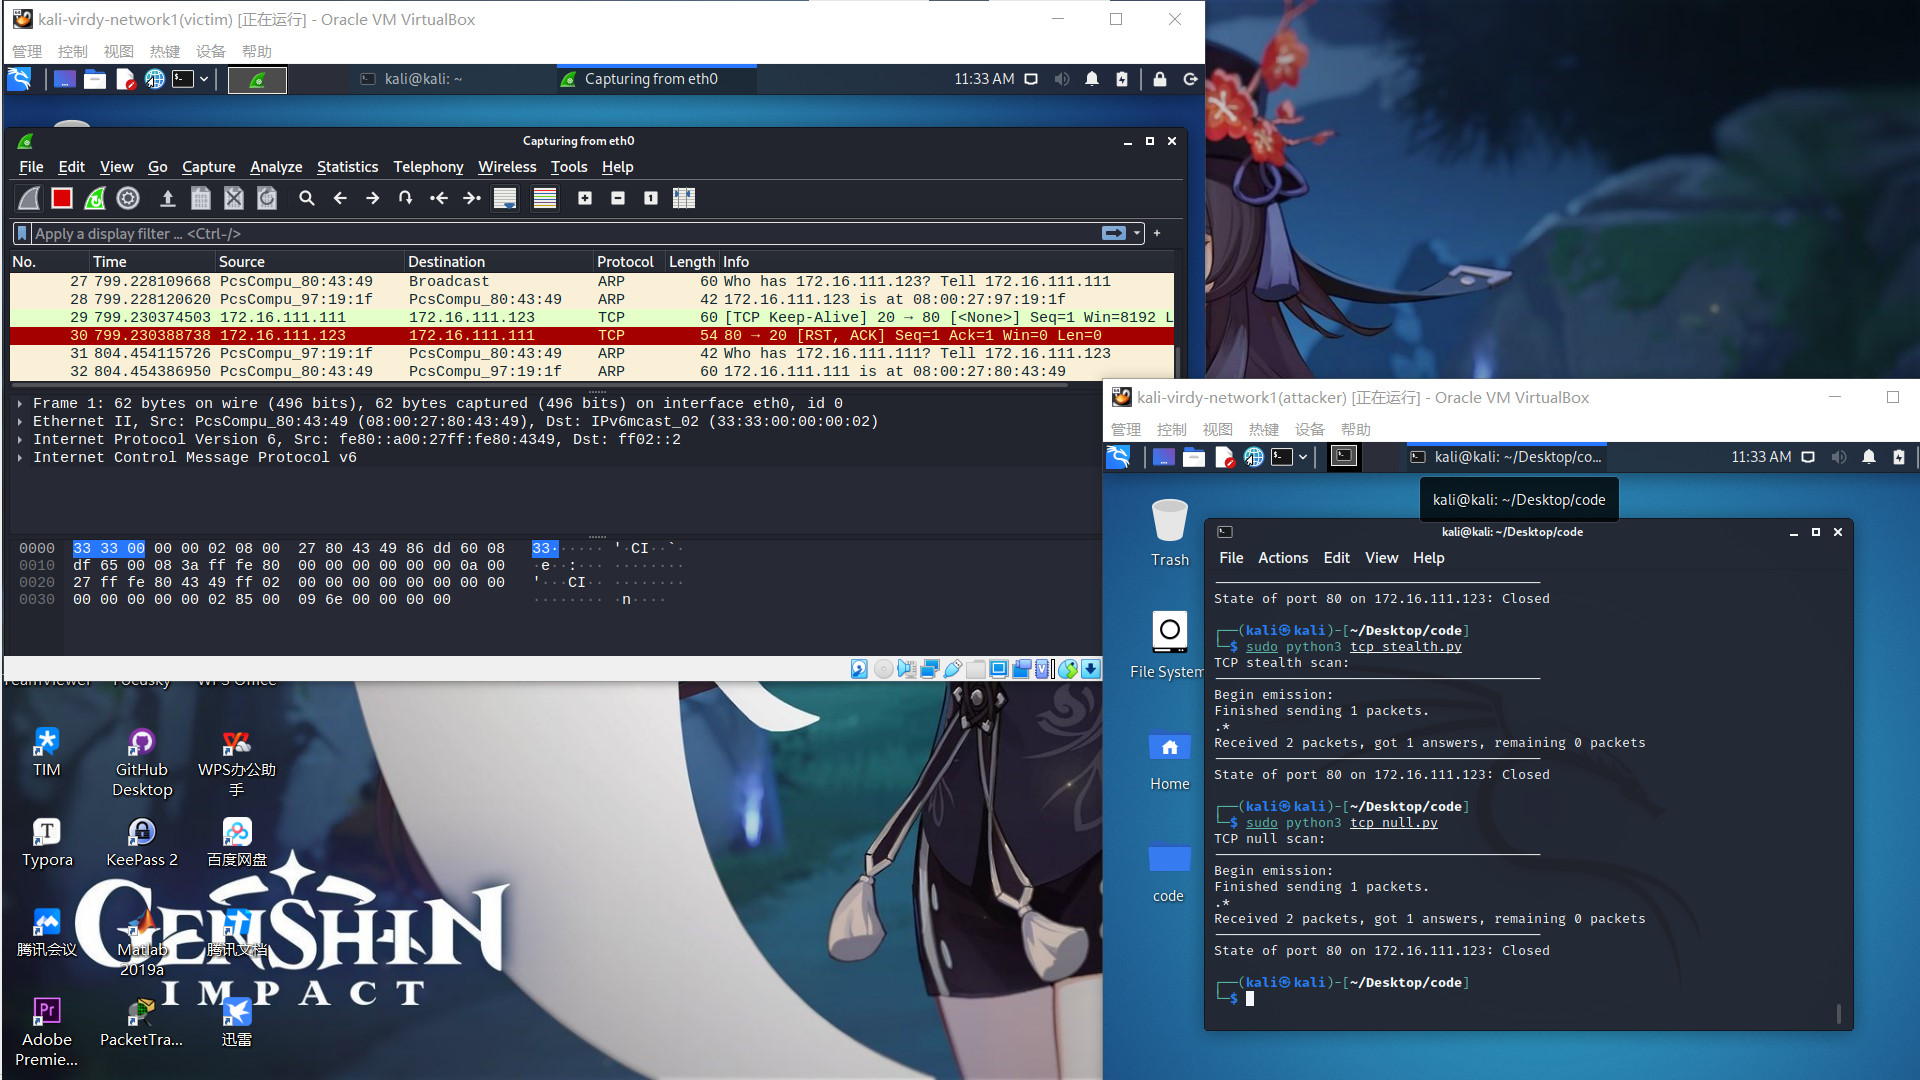 kali-virdy-network1(victim) [正在运行] - Oracle VM VirtualBox
管理 控制 视图 热键 设备 帮助
kali@kali: ~
Capturing from eth0
11:33 AM
Capturing from eth0
File Edit View Go Capture Analyze Statistics Telephony Wireless Tools Help
Apply a display filter ... <Ctrl-/>
No. Time Source Destination Protocol Length Info
27 799.228109668 PcsCompu_80:43:49 Broadcast ARP 60 Who has 172.16.111.123? Tell 172.16.111.111
28 799.228120620 PcsCompu_97:19:1f PcsCompu_80:43:49 ARP 42 172.16.111.123 is at 08:00:27:97:19:1f
29 799.230374503 172.16.111.111 172.16.111.123 TCP 60 [TCP Keep-Alive] 20 → 80 [<None>] Seq=1 Win=8192 L
30 799.230388738 172.16.111.123 172.16.111.111 TCP 54 80 → 20 [RST, ACK] Seq=1 Ack=1 Win=0 Len=0
31 804.454115726 PcsCompu_97:19:1f PcsCompu_80:43:49 ARP 42 Who has 172.16.111.111? Tell 172.16.111.123
32 804.454386950 PcsCompu_80:43:49 PcsCompu_97:19:1f ARP 60 172.16.111.111 is at 08:00:27:80:43:49
Frame 1: 62 bytes on wire (496 bits), 62 bytes captured (496 bits) on interface eth0, id 0
Ethernet II, Src: PcsCompu_80:43:49 (08:00:27:80:43:49), Dst: IPv6mcast_02 (33:33:00:00:00:02)
Internet Protocol Version 6, Src: fe80::a00:27ff:fe80:4349, Dst: ff02::2
Internet Control Message Protocol v6
0000 33 33 00 00 00 02 08 00 27 80 43 49 86 dd 60 08 33······ '·CI··`·
0010 df 65 00 08 3a ff fe 80 00 00 00 00 00 00 0a 00 ·e··:··· ········
0020 27 ff fe 80 43 49 ff 02 00 00 00 00 00 00 00 00 '···CI·· ········
0030 00 00 00 00 00 02 85 00 09 6e 00 00 00 00 ········ ·n····
kali-virdy-network1(attacker) [正在运行] - Oracle VM VirtualBox
管理 控制 视图 热键 设备 帮助
kali@kali: ~/Desktop/co...
11:33 AM
kali@kali: ~/Desktop/code
Trash
File System
Home
code
kali@kali: ~/Desktop/code
File Actions Edit View Help
State of port 80 on 172.16.111.123: Closed
┌──(kali㉿kali)-[~/Desktop/code]
└─$ sudo python3 tcp_stealth.py
TCP stealth scan:
Begin emission:
Finished sending 1 packets.
.*
Received 2 packets, got 1 answers, remaining 0 packets
State of port 80 on 172.16.111.123: Closed
┌──(kali㉿kali)-[~/Desktop/code]
└─$ sudo python3 tcp_null.py
TCP null scan:
Begin emission:
Finished sending 1 packets.
.*
Received 2 packets, got 1 answers, remaining 0 packets
State of port 80 on 172.16.111.123: Closed
┌──(kali㉿kali)-[~/Desktop/code]
└─$
TIM
GitHub Desktop
WPS办公助手
Typora
KeePass 2
百度网盘
腾讯会议
Matlab 2019a
腾讯文档
Adobe Premie...
PacketTra...
迅雷
GENSHIN
IMPACT